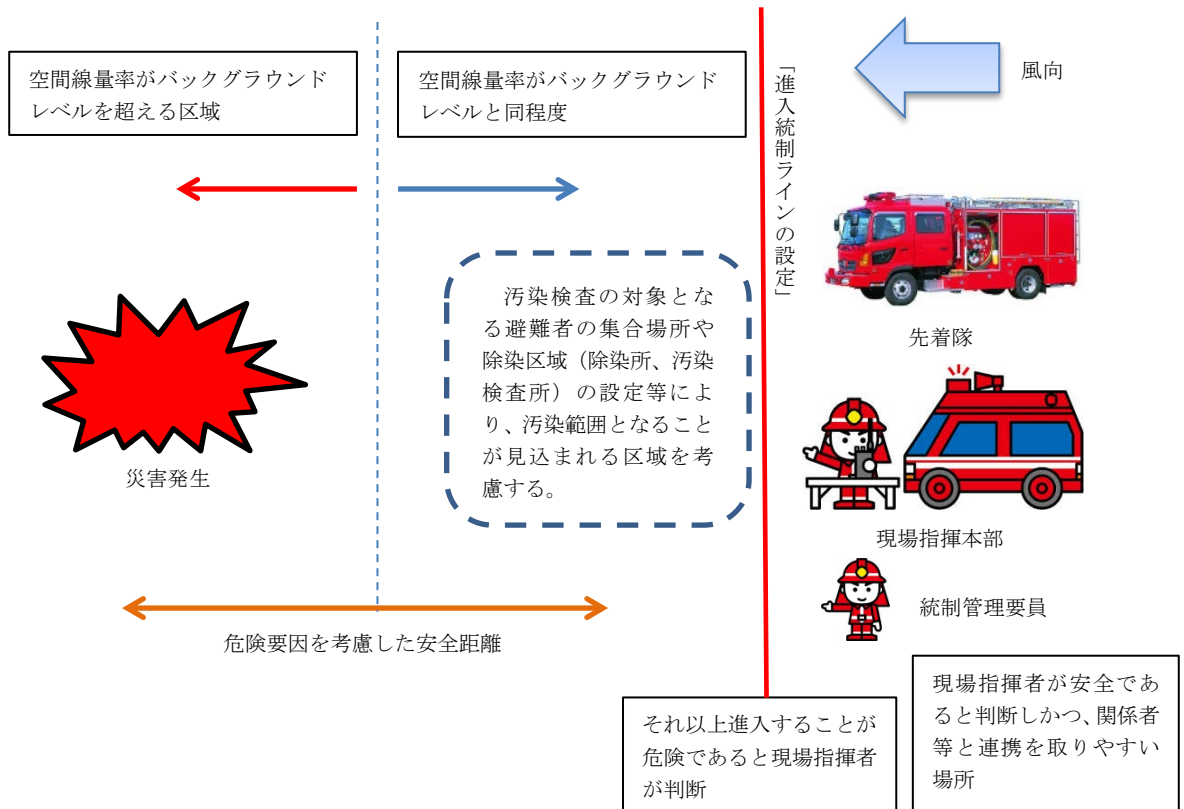 空間線量率がバックグラウンド
レベルを超える区域
空間線量率がバックグラウンド
レベルと同程度
「進入統制ラインの設定」
風向
先着隊
汚染検査の対象とな
る避難者の集合場所や
除染区域（除染所、汚染
検査所）の設定等によ
り、汚染範囲となること
が見込まれる区域を考
慮する。
災害発生
現場指揮本部
統制管理要員
危険要因を考慮した安全距離
それ以上進入することが
危険であると現場指揮者
が判断
現場指揮者が安全であ
ると判断しかつ、関係者
等と連携を取りやすい
場所